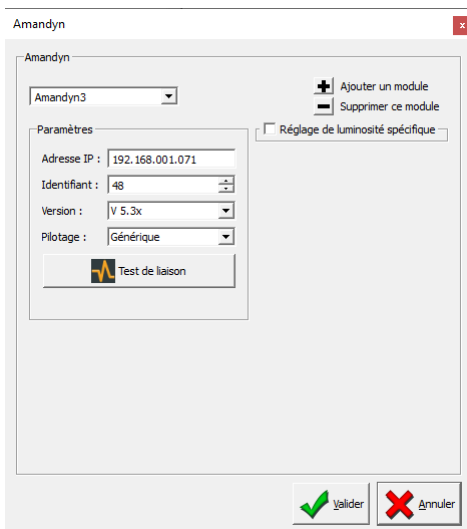 Amandyn
x
Amandyn
Amandyn3
Ajouter un module
Supprimer ce module
Paramètres
Réglage de luminosité spécifique
Adresse IP : 192.168.001.071
Identifiant : 48
Version : V 5.3x
Pilotage : Générique
Test de liaison
Valider
Annuler